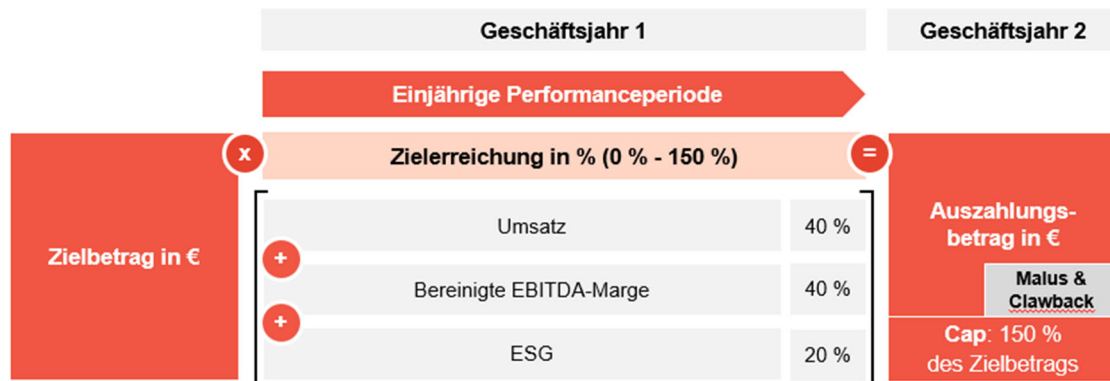 Geschäftsjahr 1
Geschäftsjahr 2
Einjährige Performanceperiode
x
Zielerreichung in % (0 % - 150 %)
=
Zielbetrag in €
Umsatz
40 %
+
Bereinigte EBITDA-Marge
40 %
+
ESG
20 %
Auszahlungs-
betrag in €
Malus &
Clawback
Cap: 150 %
des Zielbetrags